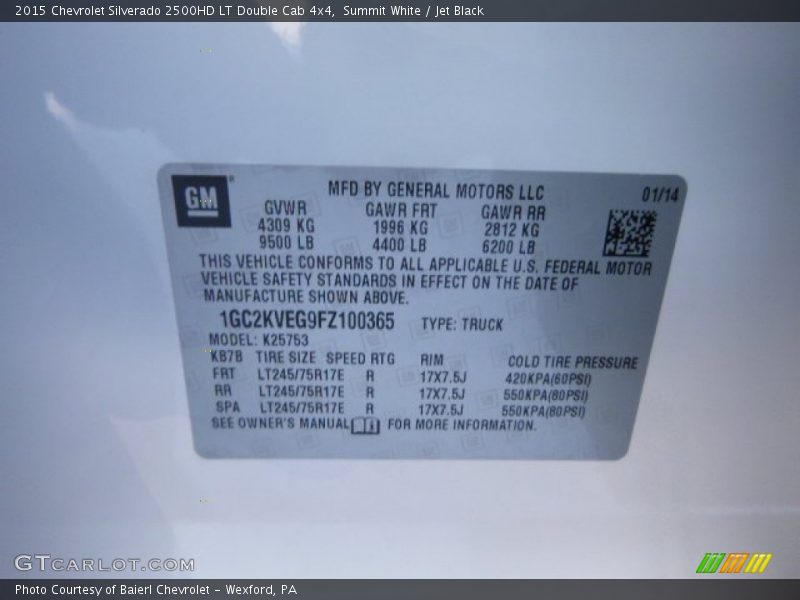 2015 Chevrolet Silverado 2500HD LT Double Cab 4x4, Summit White / Jet Black
GM®
MFD BY GENERAL MOTORS LLC 01/14
GVWR GAWR FRT GAWR RR
4309 KG 1996 KG 2812 KG
9500 LB 4400 LB 6200 LB
THIS VEHICLE CONFORMS TO ALL APPLICABLE U.S. FEDERAL MOTOR
VEHICLE SAFETY STANDARDS IN EFFECT ON THE DATE OF
MANUFACTURE SHOWN ABOVE.
1GC2KVEG9FZ100365 TYPE: TRUCK
MODEL: K25753
KB7B TIRE SIZE SPEED RTG RIM COLD TIRE PRESSURE
FRT LT245/75R17E R 17X7.5J 420KPA(60PSI)
RR LT245/75R17E R 17X7.5J 550KPA(80PSI)
SPA LT245/75R17E R 17X7.5J 550KPA(80PSI)
SEE OWNER'S MANUAL FOR MORE INFORMATION.
GTCARLOT.COM
Photo Courtesy of Baierl Chevrolet - Wexford, PA